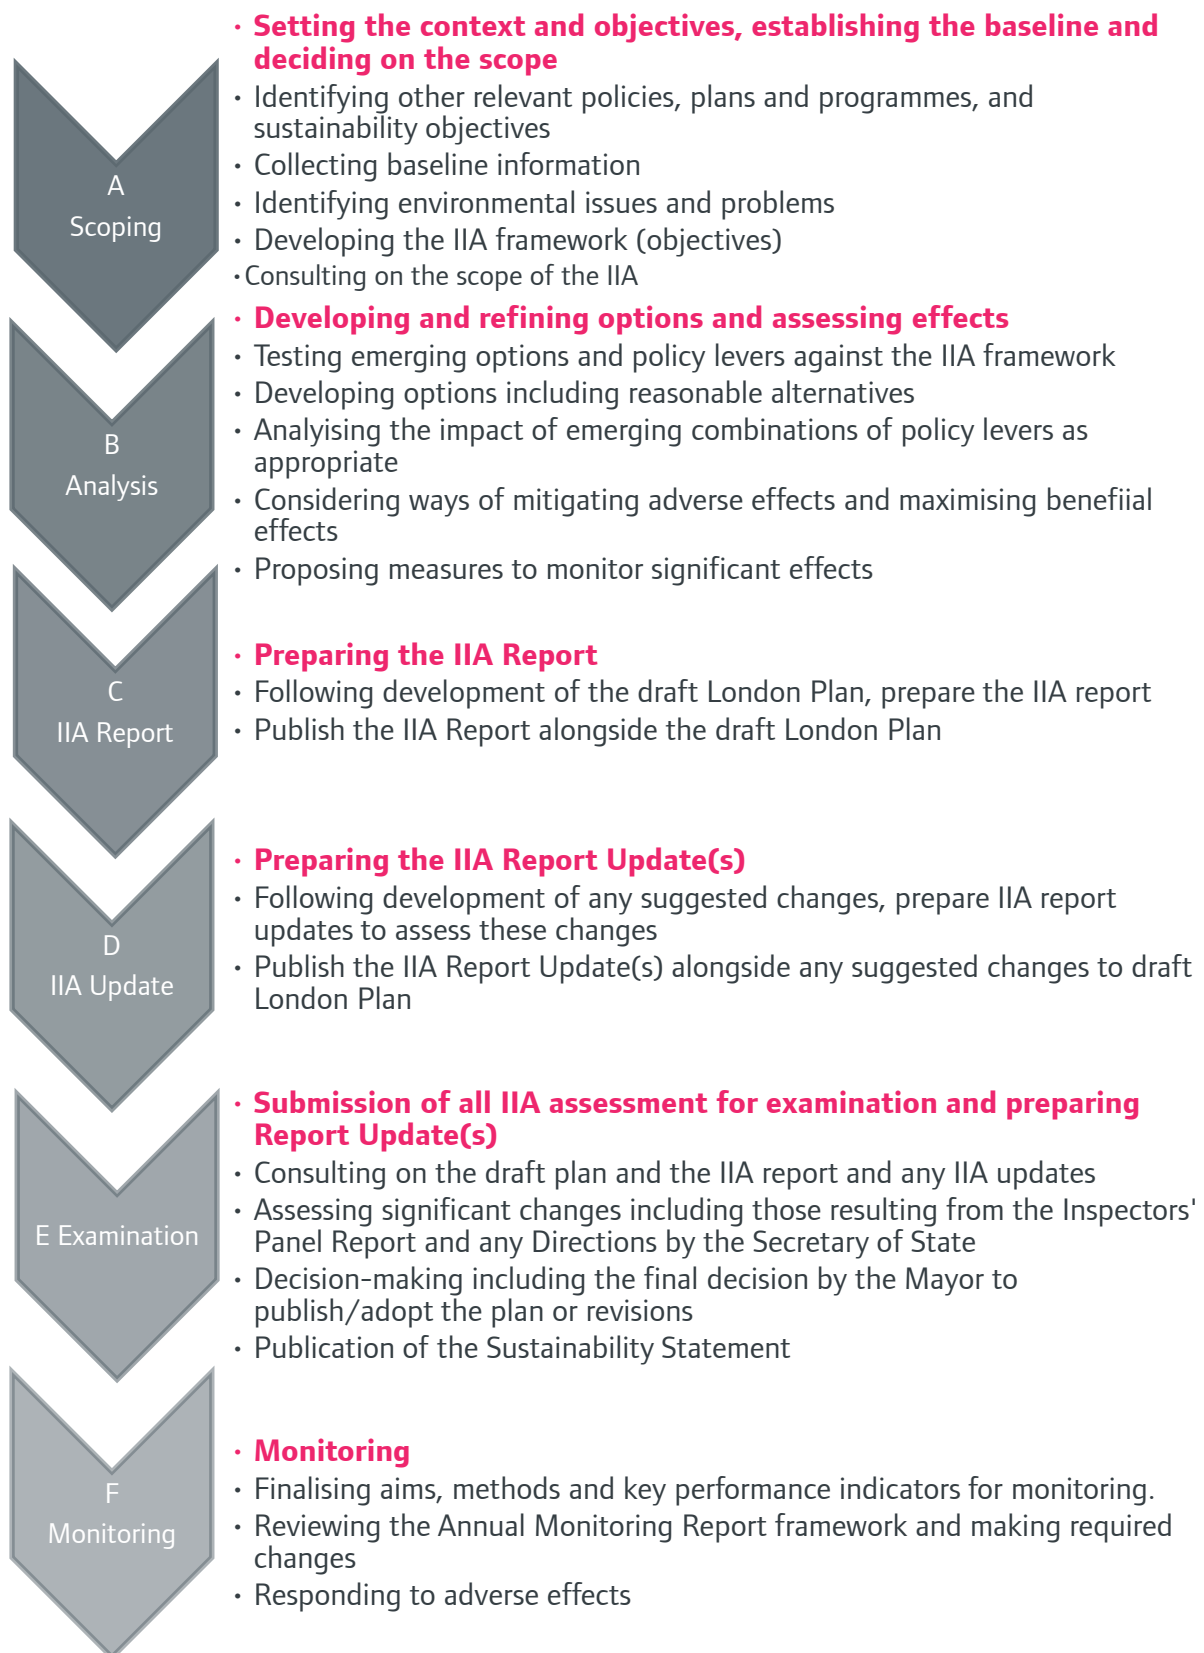 • Setting the context and objectives, establishing the baseline and
deciding on the scope
• Identifying other relevant policies, plans and programmes, and
sustainability objectives
• Collecting baseline information
• Identifying environmental issues and problems
• Developing the IIA framework (objectives)
• Consulting on the scope of the IIA
A
Scoping
• Developing and refining options and assessing effects
• Testing emerging options and policy levers against the IIA framework
• Developing options including reasonable alternatives
• Analyising the impact of emerging combinations of policy levers as
appropriate
• Considering ways of mitigating adverse effects and maximising benefiial
effects
• Proposing measures to monitor significant effects
B
Analysis
• Preparing the IIA Report
• Following development of the draft London Plan, prepare the IIA report
• Publish the IIA Report alongside the draft London Plan
C
IIA Report
• Preparing the IIA Report Update(s)
• Following development of any suggested changes, prepare IIA report
updates to assess these changes
• Publish the IIA Report Update(s) alongside any suggested changes to draft
London Plan
D
IIA Update
• Submission of all IIA assessment for examination and preparing
Report Update(s)
• Consulting on the draft plan and the IIA report and any IIA updates
• Assessing significant changes including those resulting from the Inspectors'
Panel Report and any Directions by the Secretary of State
• Decision-making including the final decision by the Mayor to
publish/adopt the plan or revisions
• Publication of the Sustainability Statement
E Examination
• Monitoring
• Finalising aims, methods and key performance indicators for monitoring.
• Reviewing the Annual Monitoring Report framework and making required
changes
• Responding to adverse effects
F
Monitoring